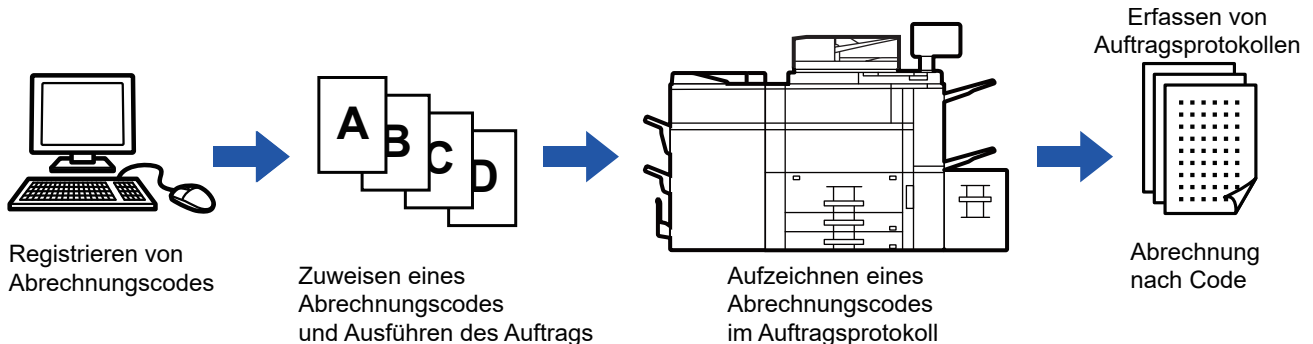 Erfassen von
Auftragsprotokollen
A
B
C
D
Registrieren von
Abrechnungscodes
Zuweisen eines
Abrechnungscodes
und Ausführen des Auftrags
Aufzeichnen eines
Abrechnungscodes
im Auftragsprotokoll
Abrechnung
nach Code